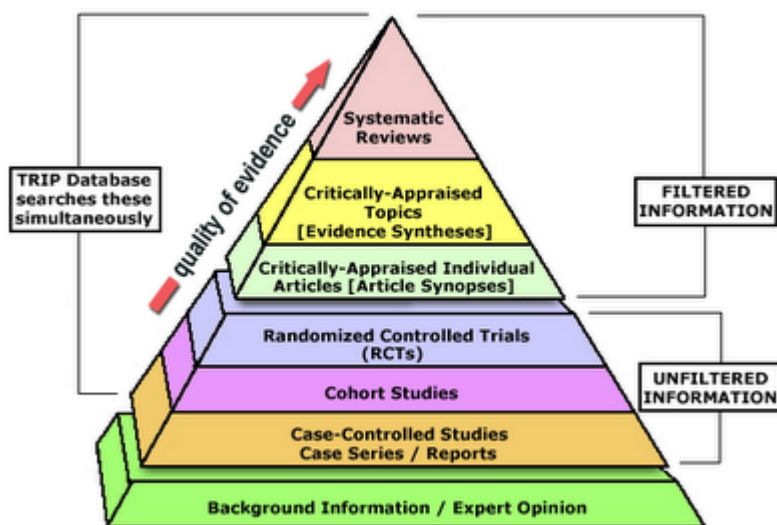 Systematic
Reviews
quality of evidence
TRIP Database
searches these
simultaneously
Critically-Appraised
Topics
[Evidence Syntheses]
FILTERED
INFORMATION
Critically-Appraised Individual
Articles [Article Synopses]
Randomized Controlled Trials
(RCTs)
UNFILTERED
INFORMATION
Cohort Studies
Case-Controlled Studies
Case Series / Reports
Background Information / Expert Opinion